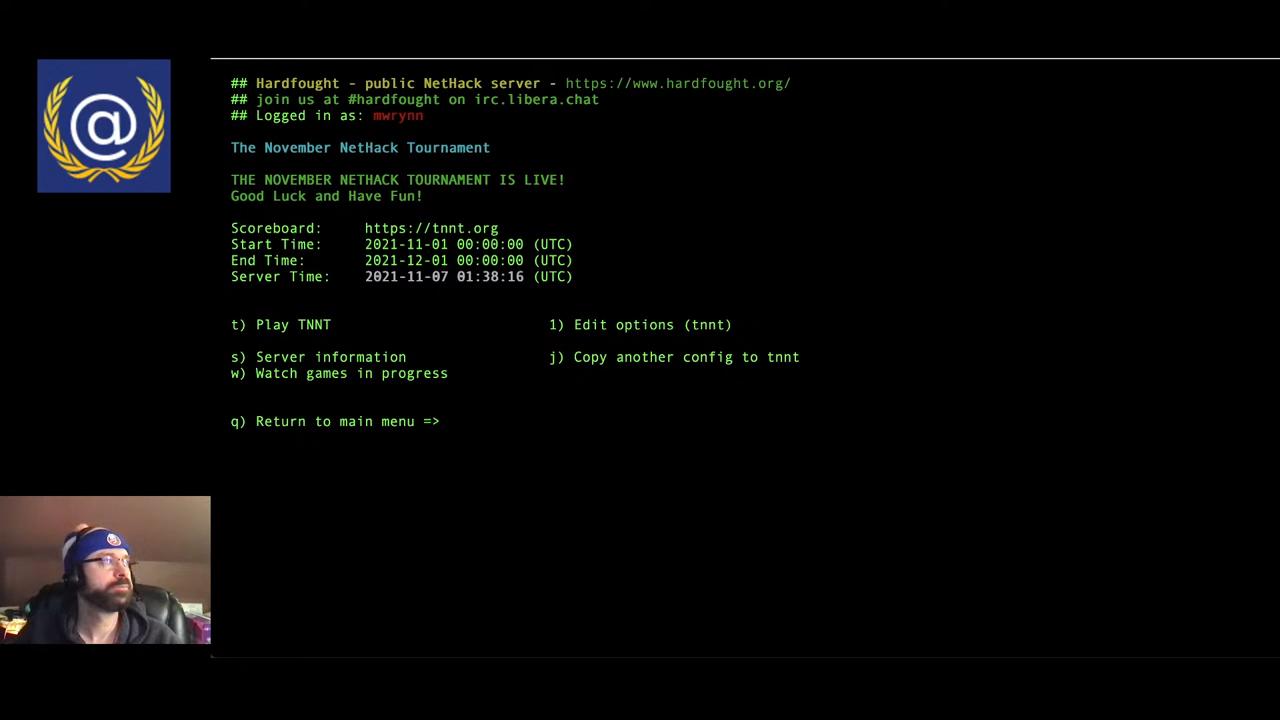 @
## Hardfought - public NetHack server - https://www.hardfought.org/
## join us at #hardfought on irc.libera.chat
## Logged in as: mwrynn
The November NetHack Tournament
THE NOVEMBER NETHACK TOURNAMENT IS LIVE!
Good Luck and Have Fun!
Scoreboard: https://tnnt.org
Start Time: 2021-11-01 00:00:00 (UTC)
End Time: 2021-12-01 00:00:00 (UTC)
Server Time: 2021-11-07 01:38:16 (UTC)
t) Play TNNT 1) Edit options (tnnt)
s) Server information j) Copy another config to tnnt
w) Watch games in progress
q) Return to main menu =>